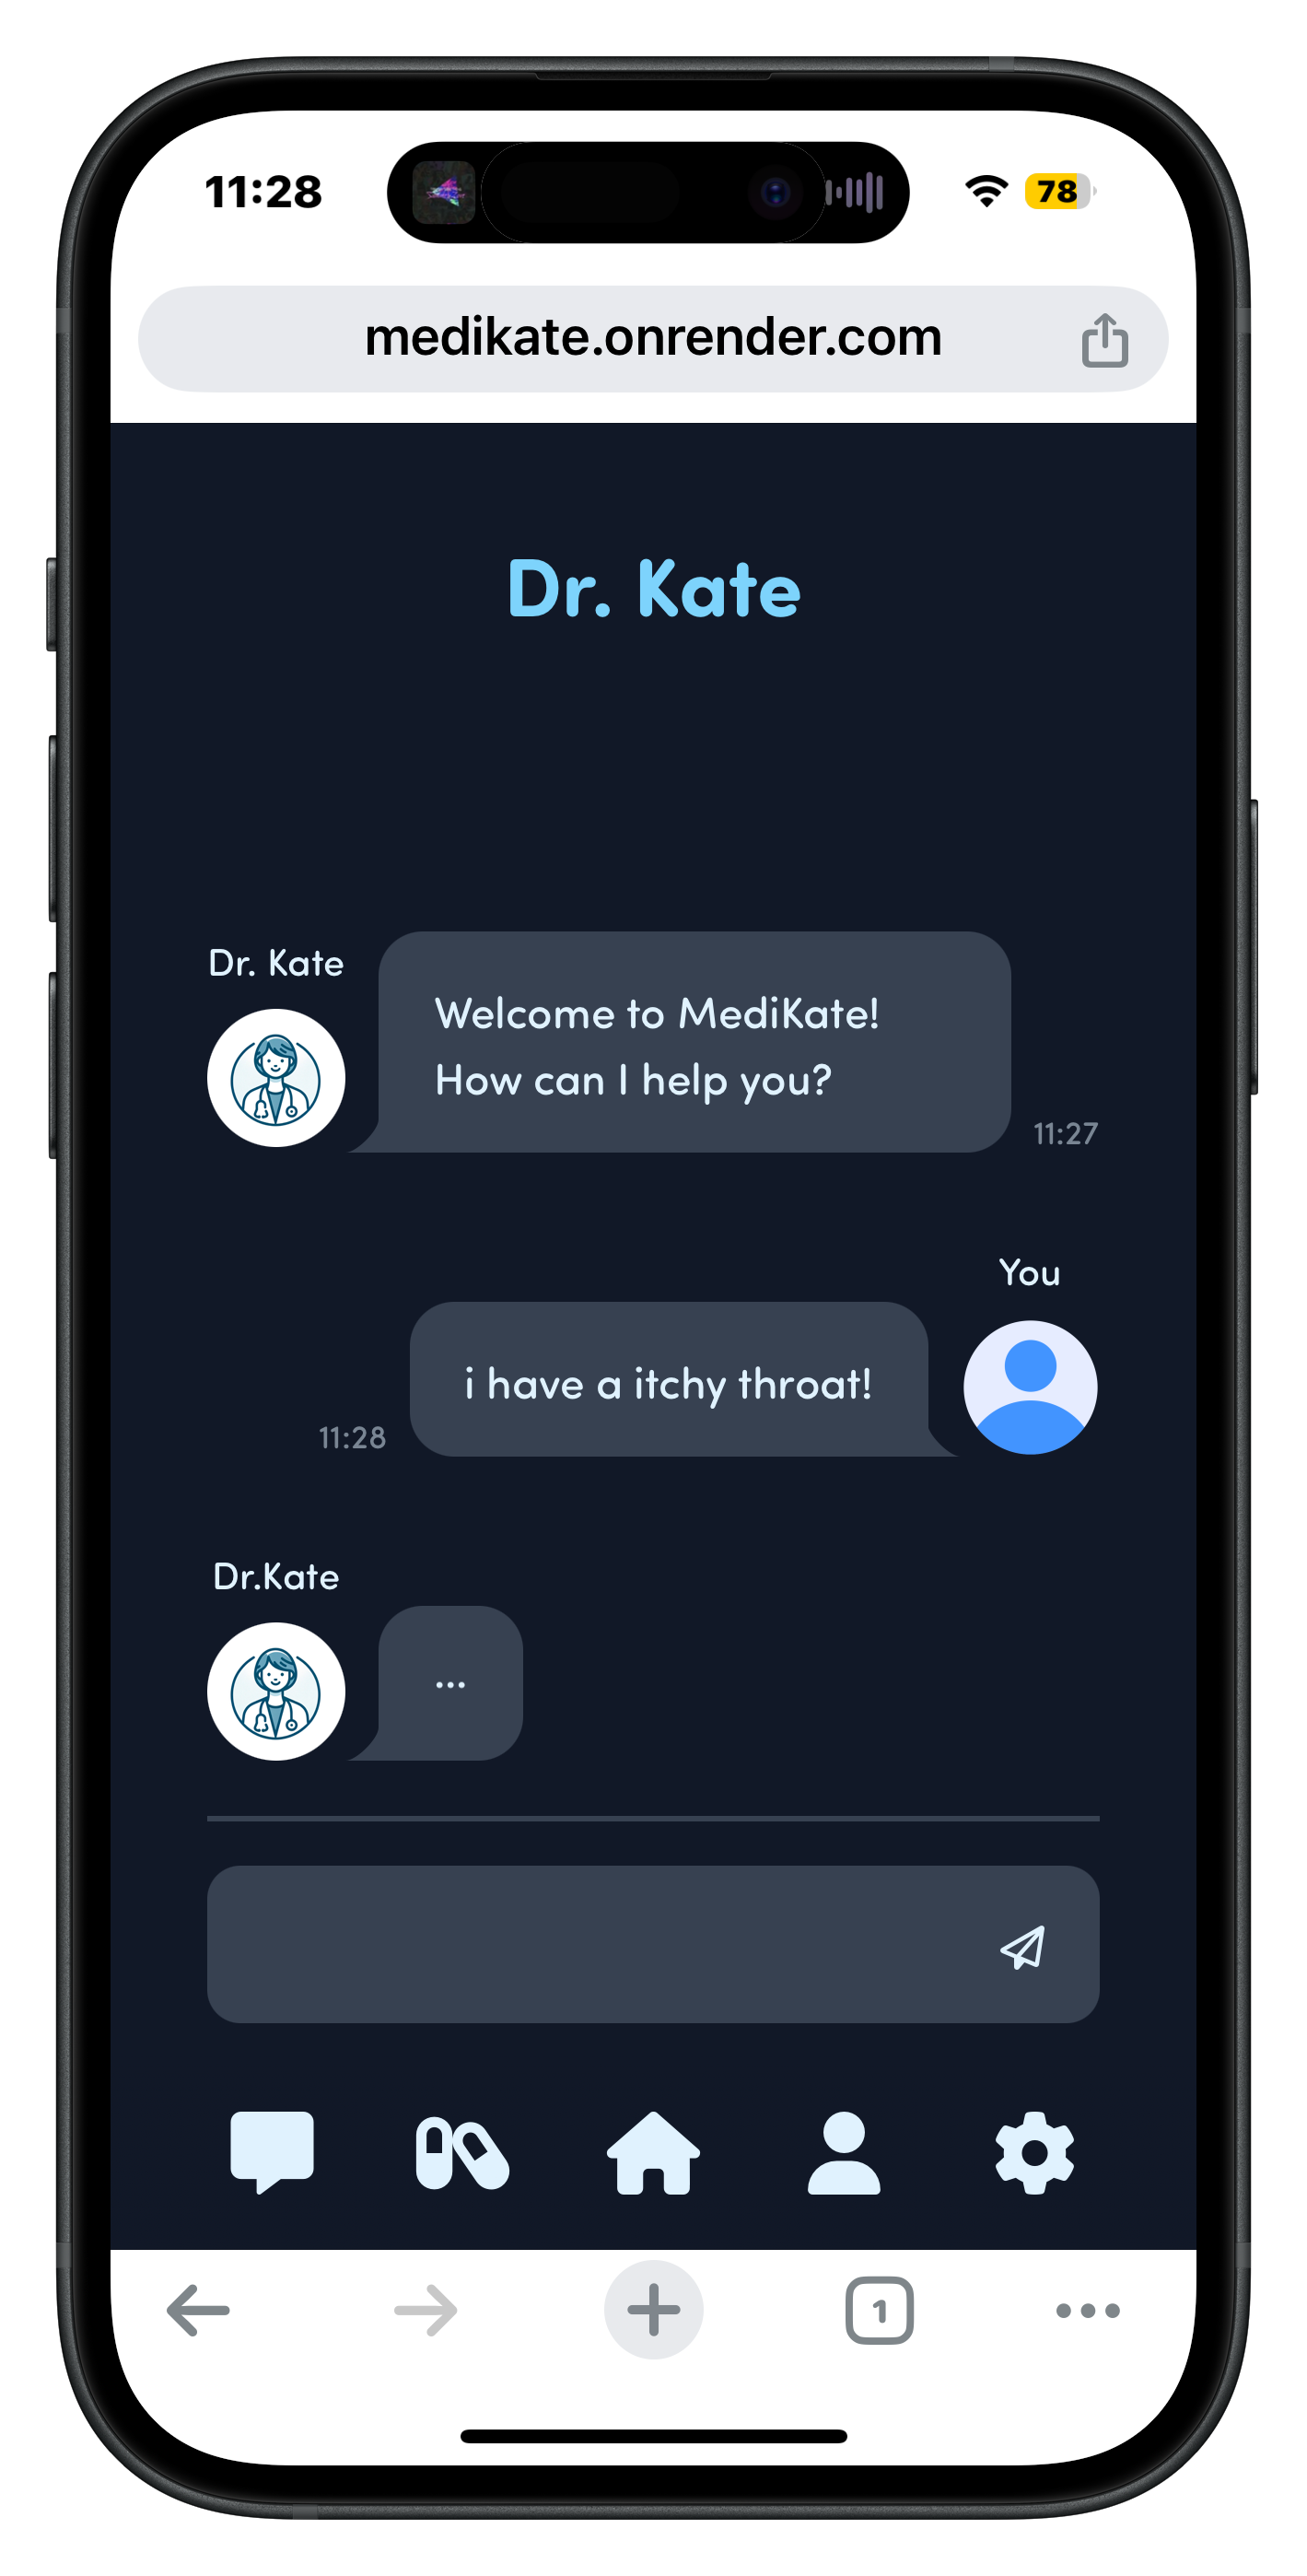 11:28
78
medikate.onrender.com
Dr. Kate
Dr. Kate
Welcome to MediKate!
How can I help you?
11:27
You
i have a itchy throat!
11:28
Dr.Kate
...
1